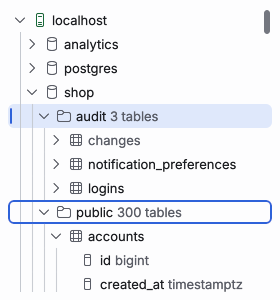 localhost
analytics
postgres
shop
audit 3 tables
changes
notification_preferences
logins
public 300 tables
accounts
id bigint
created_at timestamptz